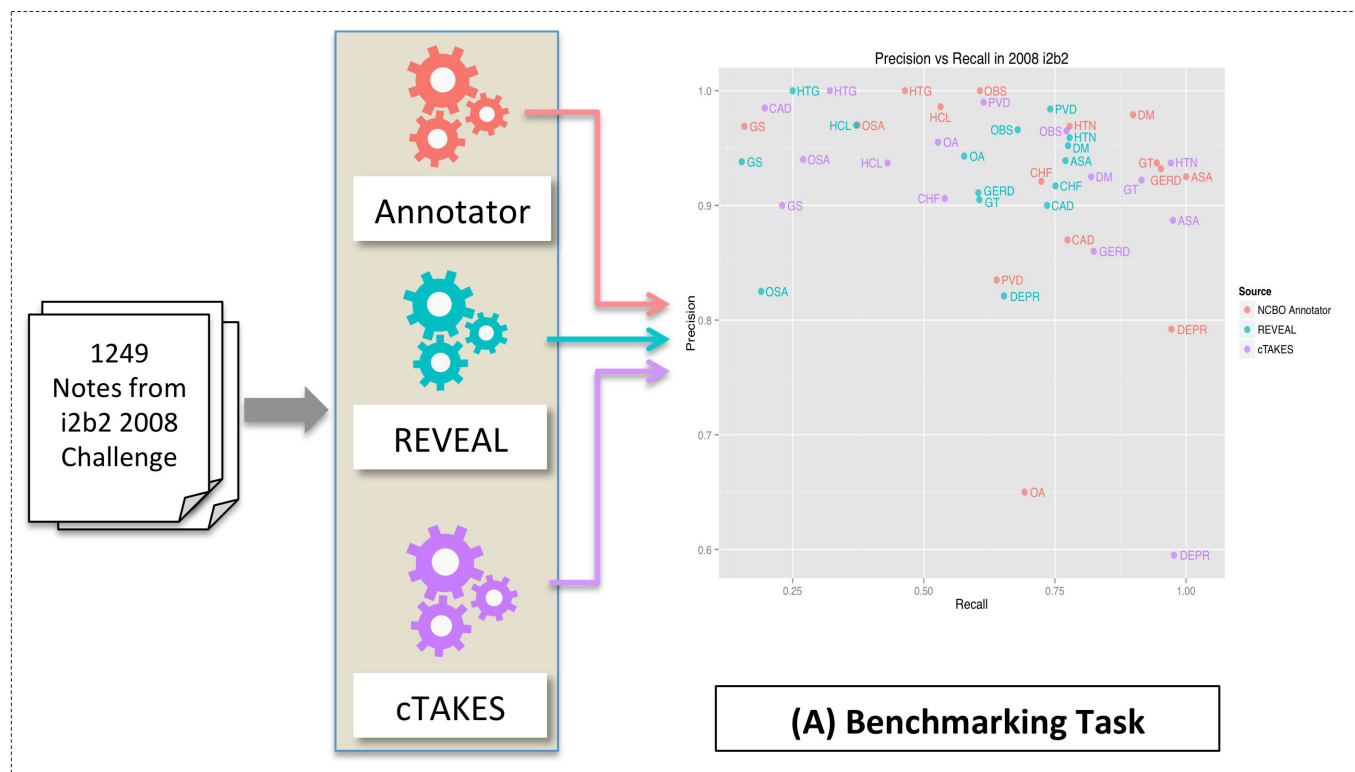 1249
Notes from
i2b2 2008
Challenge
Annotator
REVEAL
cTAKES
Precision vs Recall in 2008 i2b2
1.0
0.9
0.8
0.7
0.6
Precision
HTG
HTG
HTG
OBS
CAD
PVD
PVD
HCL
DM
GS
HCL
OSA
OBS
OBS
HTN
HTN
OA
DM
GS
OSA
HCL
OA
ASA
GT
HTN
CHF
GERD
ASA
DM
GT
CHF
GERD
GT
CHF
GS
CAD
ASA
CAD
GERD
OSA
PVD
DEPR
DEPR
OA
DEPR
0.25
0.50
0.75
1.00
Recall
Source
NCBO Annotator
REVEAL
cTAKES
(A) Benchmarking Task